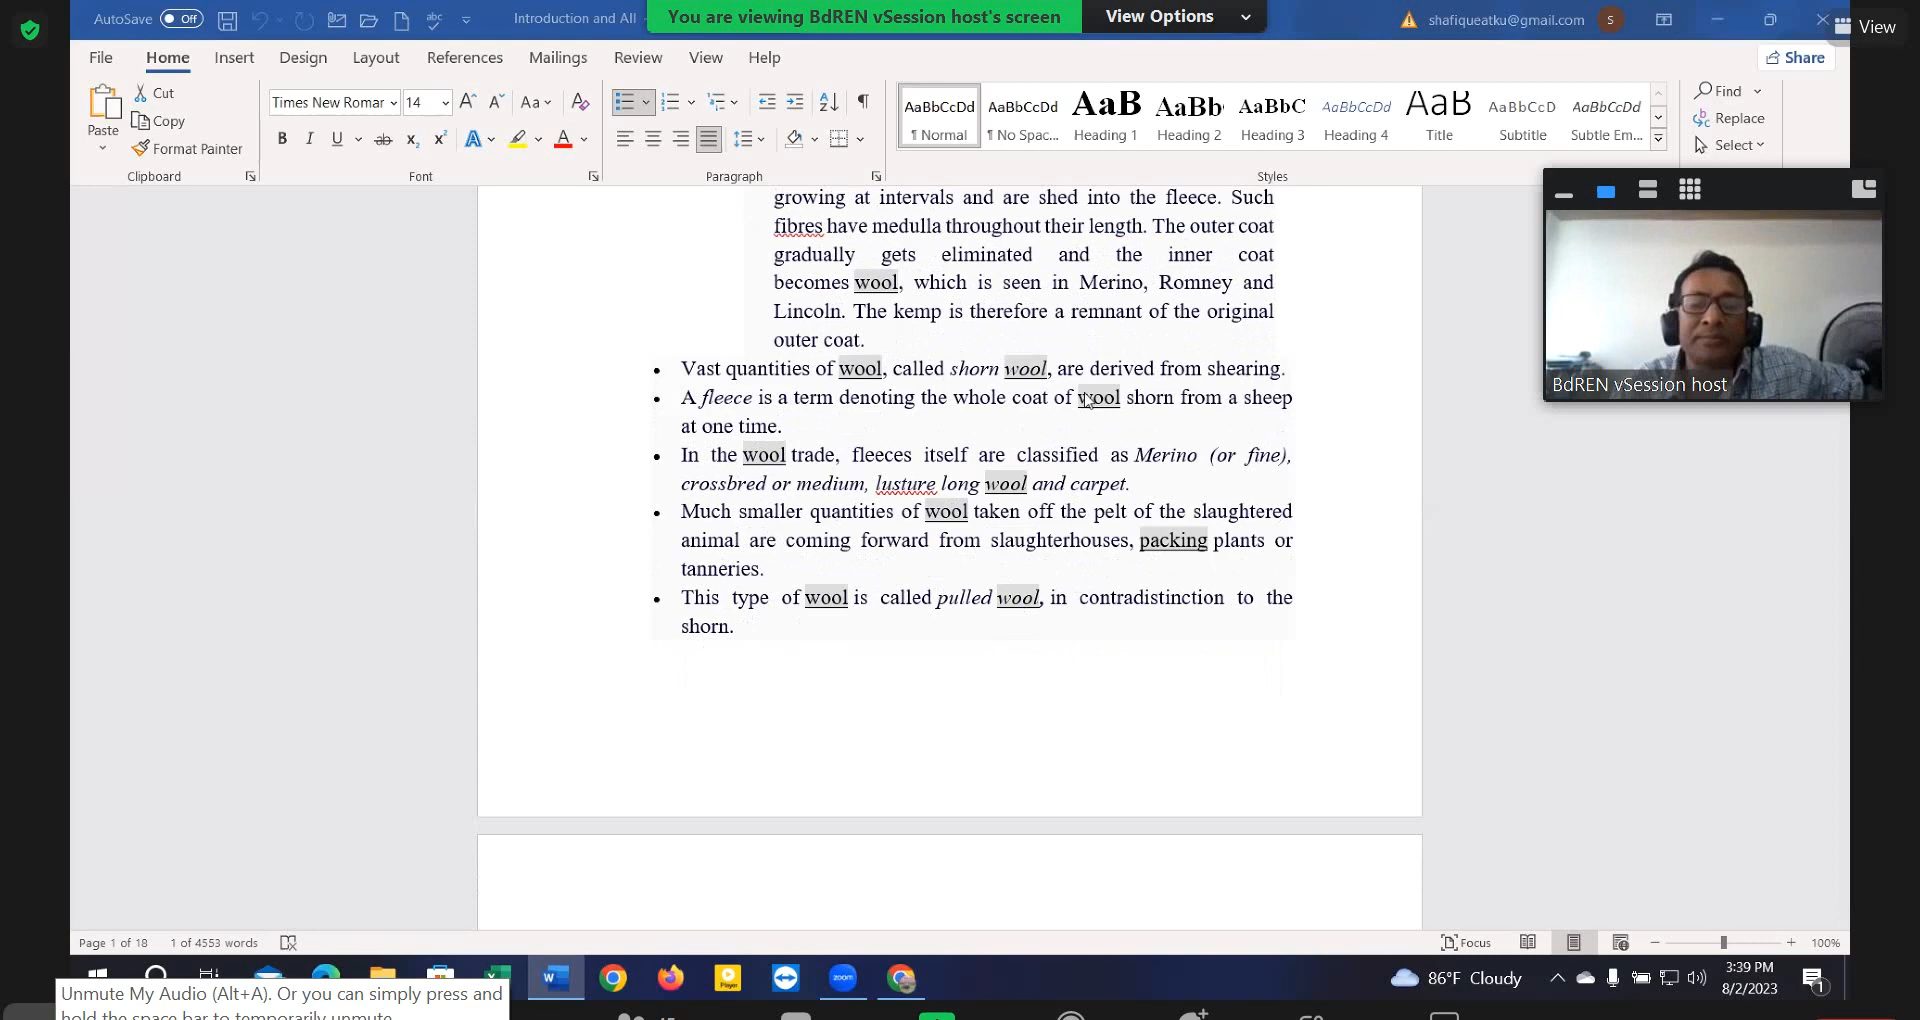 AutoSave Off
Introduction and All
You are viewing BdREN vSession host's screen
View Options
shafiqueatku@gmail.com
S
View
File Home Insert Design Layout References Mailings Review View Help
Share
Paste
Cut
Copy
Format Painter
Clipboard
Times New Romar 14
Font
Paragraph
AaBbCcDd AaBbCcDd AaB AaBb AaBbC AaBbCcDd AaB AaBbCcD AaBbCcDd
¶ Normal ¶ No Spac... Heading 1 Heading 2 Heading 3 Heading 4 Title Subtitle Subtle Em...
Styles
Find
Replace
Select
growing at intervals and are shed into the fleece. Such
fibres have medulla throughout their length. The outer coat
gradually gets eliminated and the inner coat
becomes wool, which is seen in Merino, Romney and
Lincoln. The kemp is therefore a remnant of the original
outer coat.
• Vast quantities of wool, called shorn wool, are derived from shearing.
• A fleece is a term denoting the whole coat of wool shorn from a sheep
at one time.
• In the wool trade, fleeces itself are classified as Merino (or fine),
crossbred or medium, lusture long wool and carpet.
• Much smaller quantities of wool taken off the pelt of the slaughtered
animal are coming forward from slaughterhouses, packing plants or
tanneries.
• This type of wool is called pulled wool, in contradistinction to the
shorn.
BdREN vSession host
Page 1 of 18 1 of 4553 words
Focus
100%
86°F Cloudy
3:39 PM
8/2/2023
1
Player
zoom
Unmute My Audio (Alt+A). Or you can simply press and
hold the space bar to temporarily unmute.